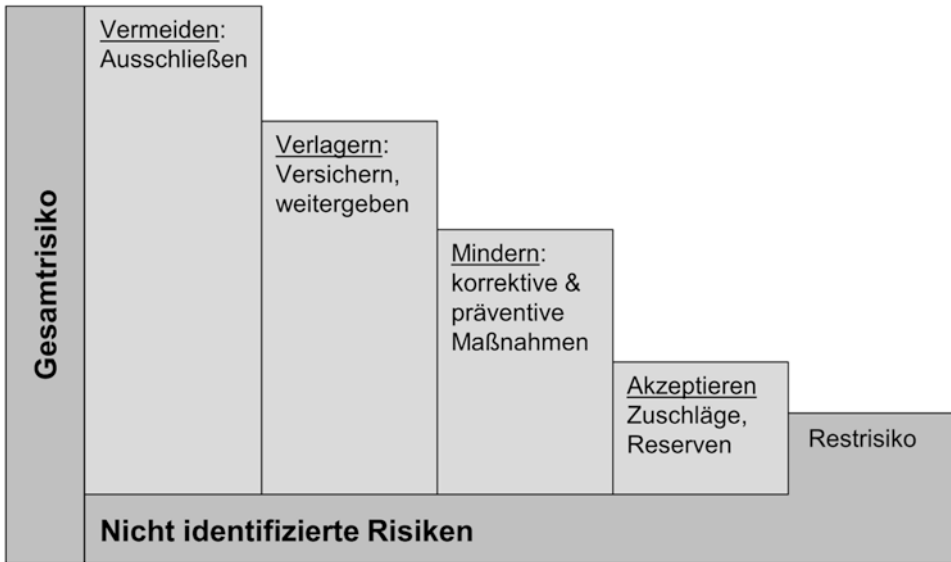 Gesamtrisiko
Vermeiden:
Ausschließen
Verlagern:
Versichern,
weitergeben
Mindern:
korrektive &
präventive
Maßnahmen
Akzeptieren
Zuschläge,
Reserven
Restrisiko
Nicht identifizierte Risiken